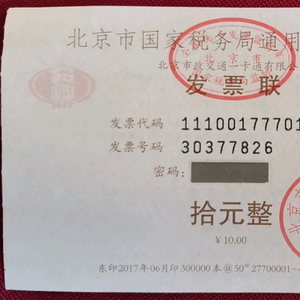 北京市国家税务局通用
北京市政交通一卡通有限公
发票联
发票代码 11100177701
发票号码 30377826
密码:
拾元整
¥10.00
东印2017年06月印300000本@50㎡27700001-